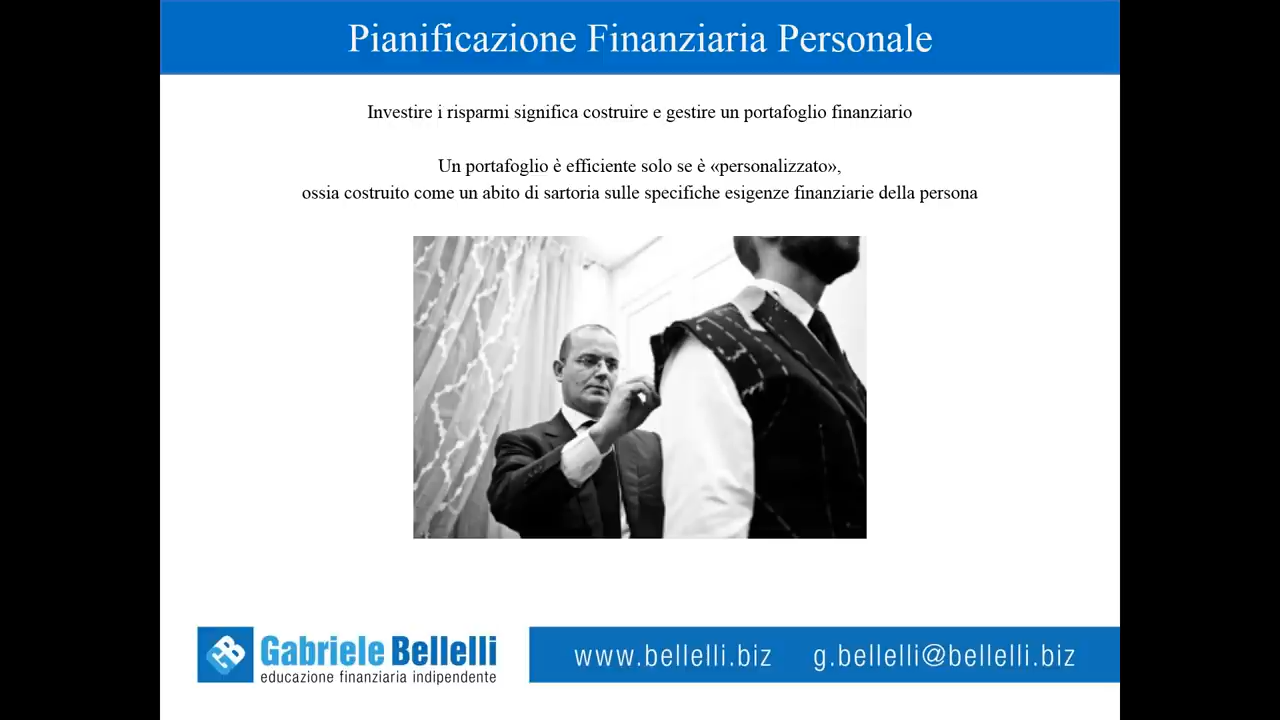 Pianificazione Finanziaria Personale
Investire i risparmi significa costruire e gestire un portafoglio finanziario
Un portafoglio è efficiente solo se è «personalizzato»,
ossia costruito come un abito di sartoria sulle specifiche esigenze finanziarie della persona
GB
Gabriele Bellelli
educazione finanziaria indipendente
www.bellelli.biz g.bellelli@bellelli.biz